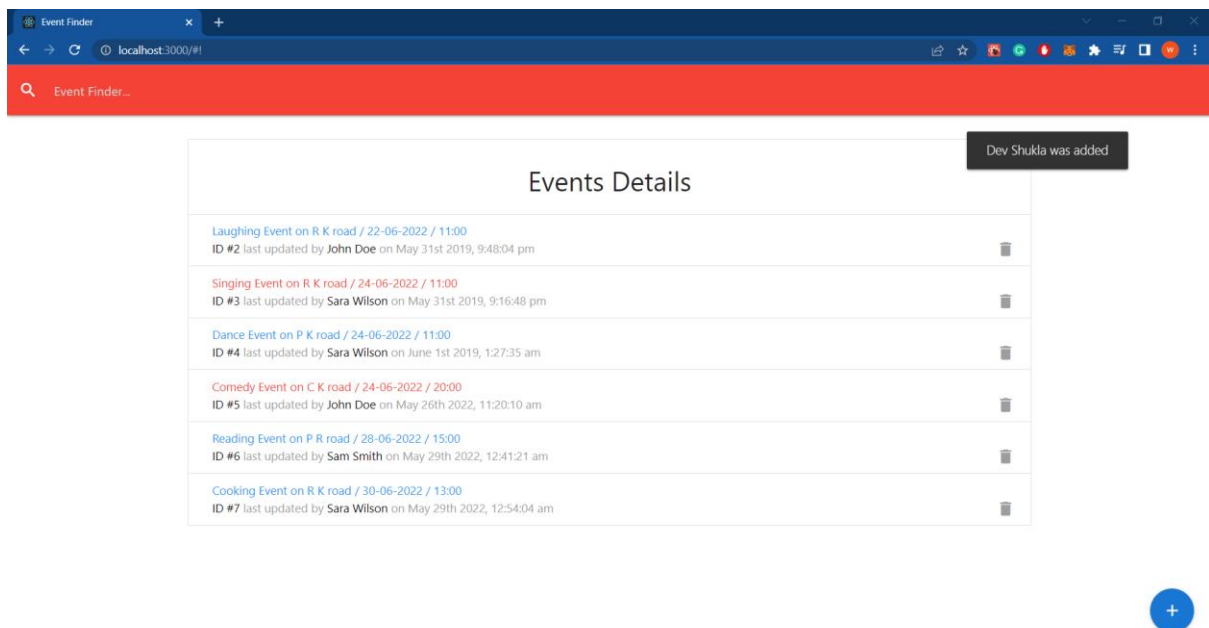 Event Finder
localhost:3000/#!
Event Finder...
Dev Shukla was added
Events Details
Laughing Event on R K road / 22-06-2022 / 11:00
ID #2 last updated by John Doe on May 31st 2019, 9:48:04 pm
Singing Event on R K road / 24-06-2022 / 11:00
ID #3 last updated by Sara Wilson on May 31st 2019, 9:16:48 pm
Dance Event on P K road / 24-06-2022 / 11:00
ID #4 last updated by Sara Wilson on June 1st 2019, 1:27:35 am
Comedy Event on C K road / 24-06-2022 / 20:00
ID #5 last updated by John Doe on May 26th 2022, 11:20:10 am
Reading Event on P R road / 28-06-2022 / 15:00
ID #6 last updated by Sam Smith on May 29th 2022, 12:41:21 am
Cooking Event on R K road / 30-06-2022 / 13:00
ID #7 last updated by Sara Wilson on May 29th 2022, 12:54:04 am